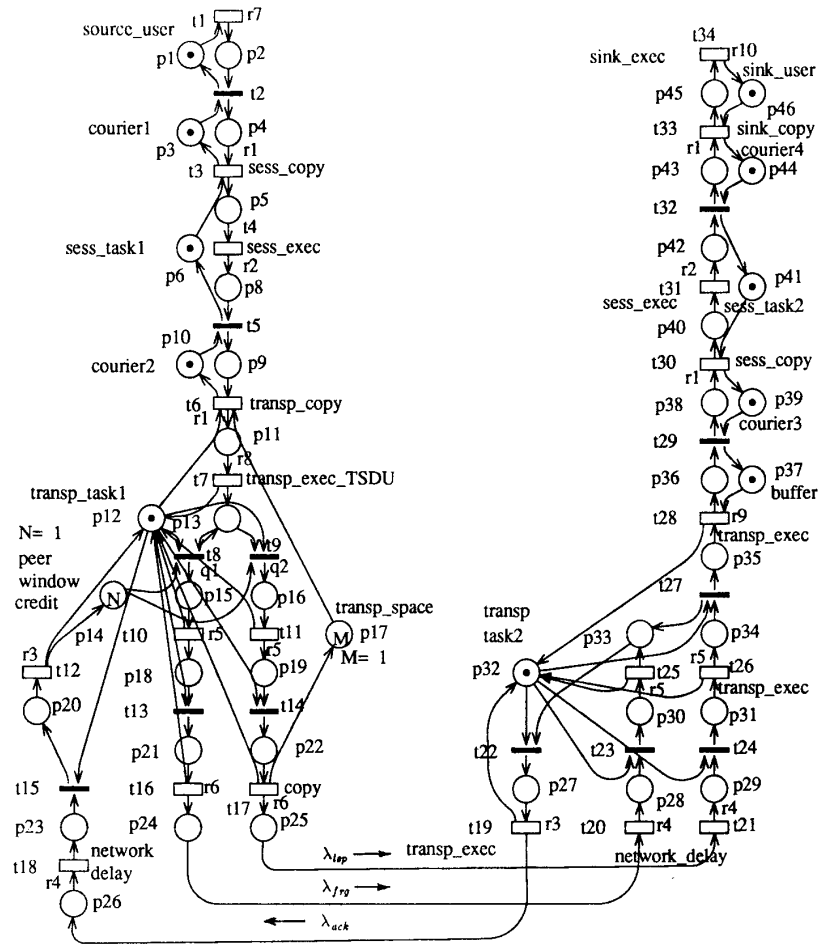 t1 r7
source_user
p1 p2
t2
courier1
p3 p4
r1
t3 sess_copy
p5
t4
sess_task1 sess_exec
p6 r2
p8
t5
p10
courier2 p9
t6 transp_copy
r1
p11
r8
t7 transp_exec_TSDU
transp_task1
p12 p13
N= 1
peer
window
credit
t8 t9
q1 q2
N p15 p16
p14 t10
r5 t11
r5
transp_space
M p17
M= 1
r3
t12
p18 p19
p20
t13 t14
p21 p22
t15
t16 r6 copy
t17 r6
p23 p24 p25
network
delay
t18
r4
p26
λlsp
λfrg
λack
t34
sink_exec r10
sink_user
p45 p46
t33 sink_copy
r1 courier4
p43 p44
t32
p42
r2 p41
t31
sess_exec sess_task2
p40
t30 sess_copy
r1
p38 p39
courier3
t29
p36 p37
buffer
t28 r9
transp_exec
p35
t27
transp
task2
p33 p34
p32
r5
t25 t26
r5 transp_exec
p30 p31
t22 t23 t24
p27 p28 p29
r4
t19 r3 t20 r4 t21
transp_exec network_delay